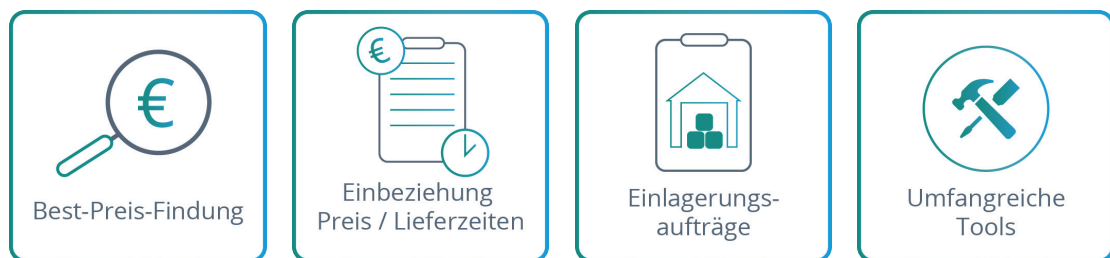 €
Best-Preis-Findung
€
Einbeziehung
Preis / Lieferzeiten
Einlagerungs-
aufträge
Umfangreiche
Tools